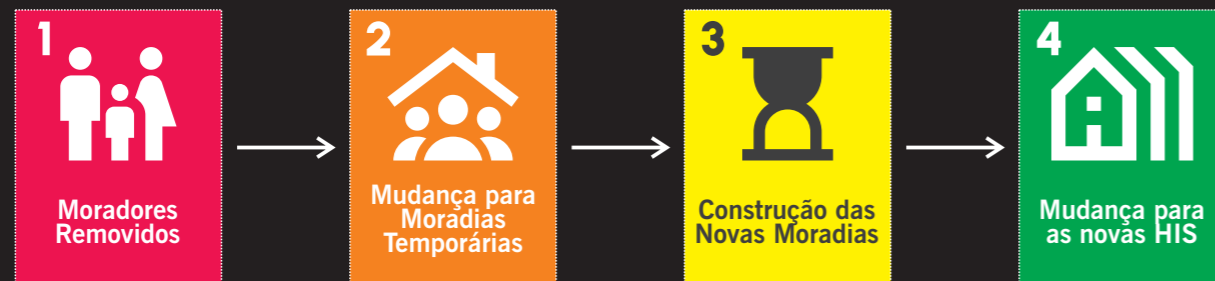 1
Moradores
Removidos
2
Mudança para
Moradias
Temporárias
3
Construção das
Novas Moradias
4
Mudança para
as novas HIS